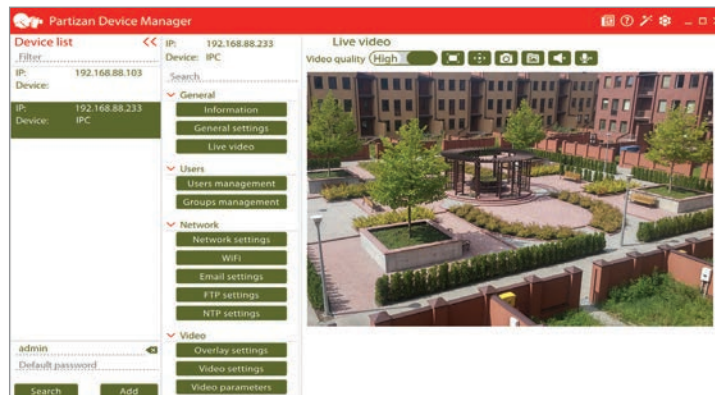 Partizan Device Manager
Device list <<
Filter
IP: 192.168.88.103
Device:
IP: 192.168.88.233
Device: IPC
admin
Default password
Search Add
IP: 192.168.88.233
Device: IPC
Search
General
Information
General settings
Live video
Users
Users management
Groups management
Network
Network settings
WiFi
Email settings
FTP settings
NTP settings
Video
Overlay settings
Video settings
Video parameters
Live video
Video quality High